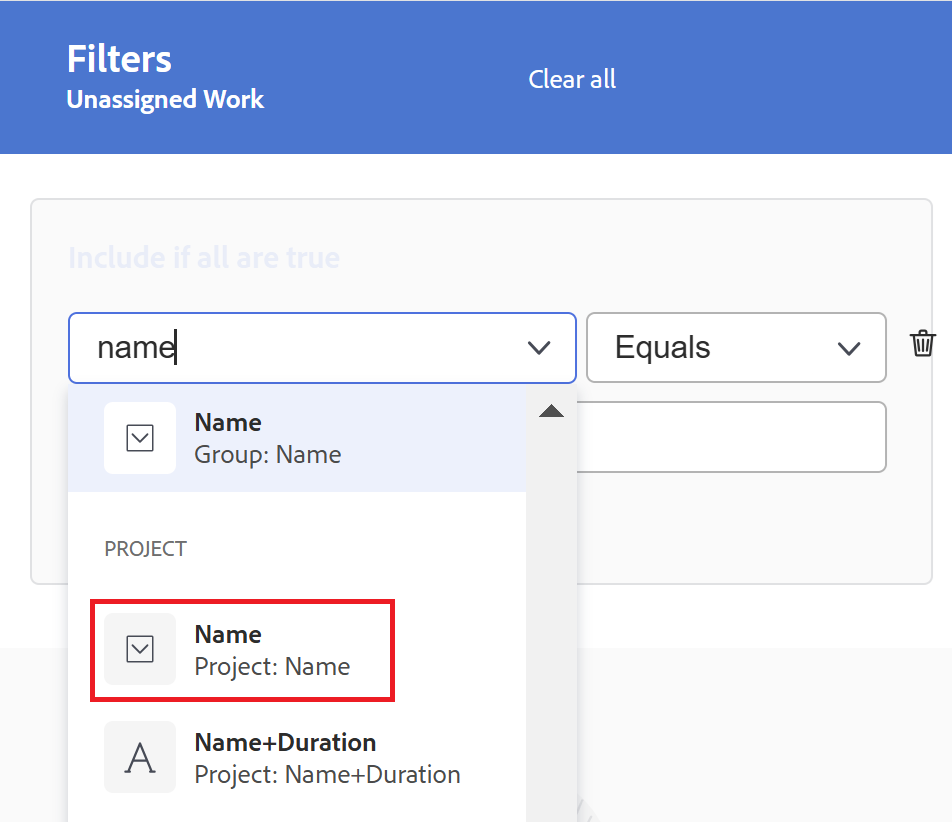 Filters
Unassigned Work
Clear all
Include if all are true
name
Equals
Name
Group: Name
PROJECT
Name
Project: Name
Name+Duration
Project: Name+Duration